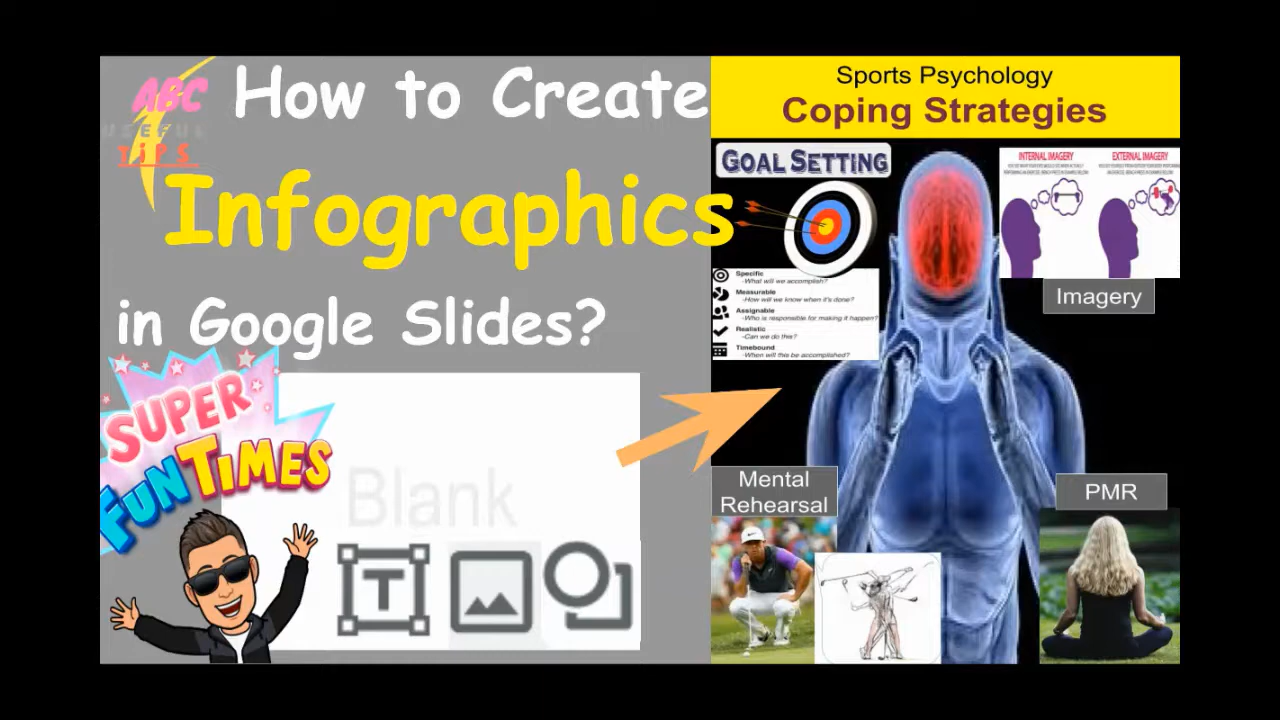 ABC
USEFUL
TiPS
How to Create
Infographics
in Google Slides?
SUPER
FUN TIMES
Blank
T
Sports Psychology
Coping Strategies
GOAL SETTING
Specific
-What will we accomplish?
Measurable
-How will we know when it's done?
Assignable
-Who is responsible for making it happen?
Realistic
-Can we do this?
Timebound
-When will this be accomplished?
INTERNAL IMAGERY
EXTERNAL IMAGERY
Imagery
Mental
Rehearsal
PMR